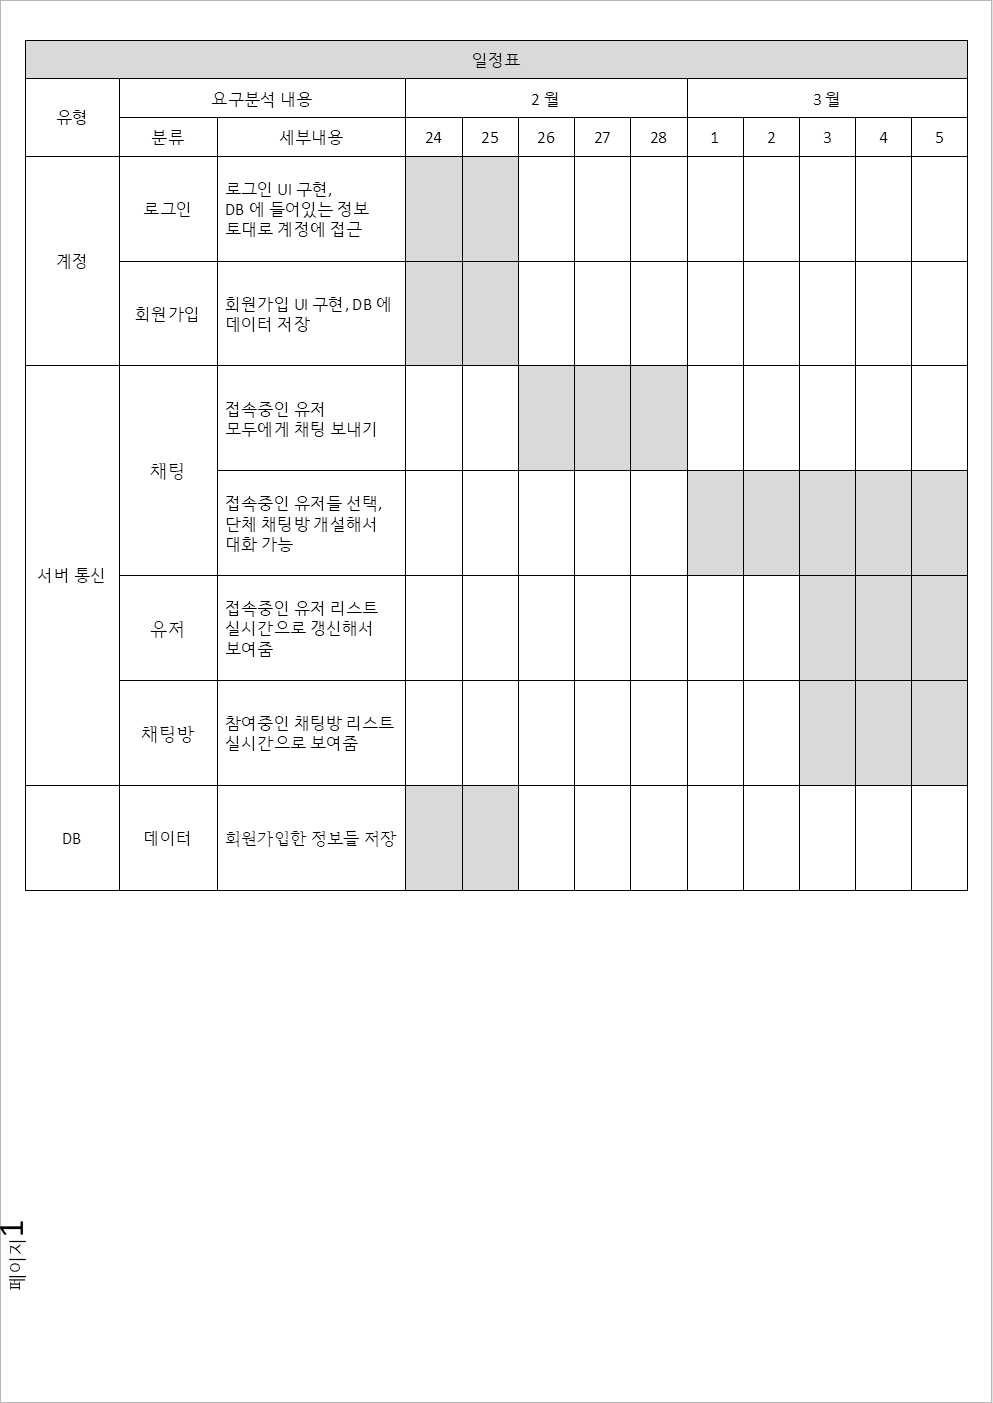 일정표
유형
요구분석 내용
2 월
3 월
분류
세부내용
24
25
26
27
28
1
2
3
4
5
계정
로그인
로그인 UI 구현,
DB 에 들어있는 정보
토대로 계정에 접근
회원가입
회원가입 UI 구현, DB 에
데이터 저장
서버 통신
채팅
접속중인 유저
모두에게 채팅 보내기
접속중인 유저들 선택,
단체 채팅방 개설해서
대화 가능
유저
접속중인 유저 리스트
실시간으로 갱신해서
보여줌
채팅방
참여중인 채팅방 리스트
실시간으로 보여줌
DB
데이터
회원가입한 정보들 저장
페이지1